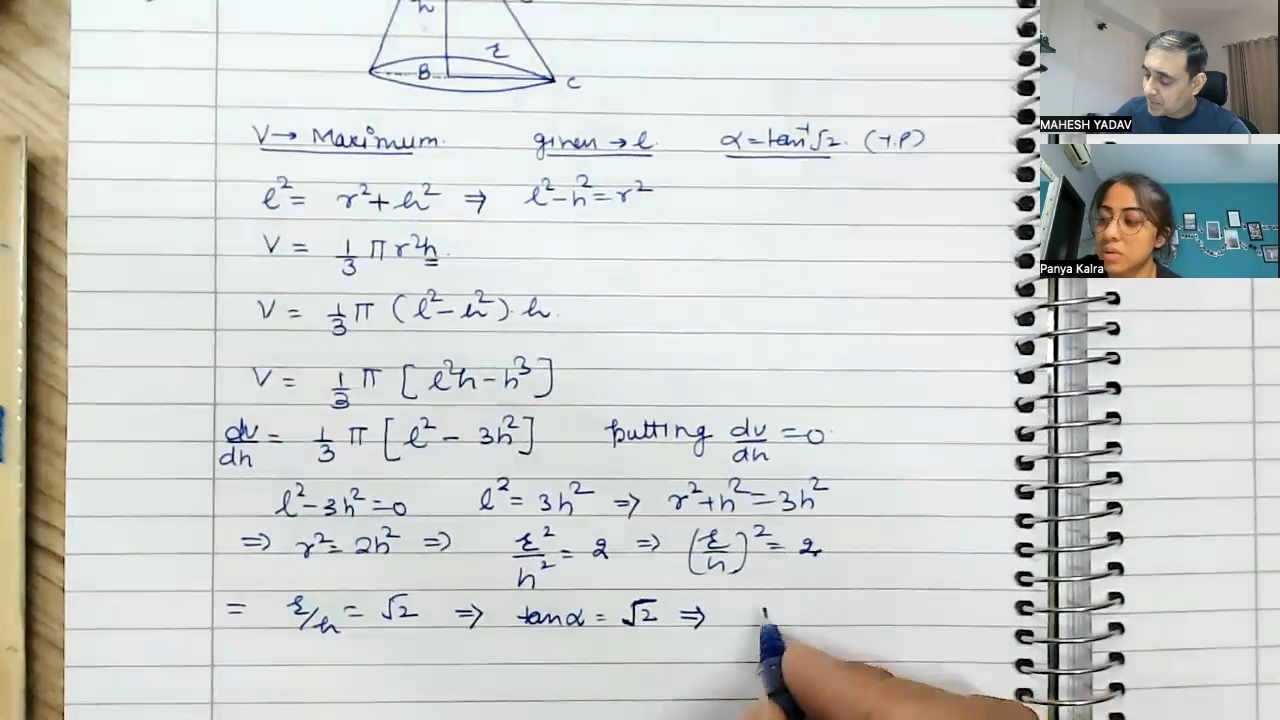 h
r
B
C
V → Maximum. given → l. α = tan⁻¹√2. (T.P)
l² = r² + h² ⇒ l² - h² = r²
V = 1/3 π r²h.
V = 1/3 π (l² - h²).h.
V = 1/3 π [l²h - h³]
dv/dh = 1/3 π [l² - 3h²] putting dv/dh = 0
l² - 3h² = 0 l² = 3h² ⇒ r² + h² = 3h²
⇒ r² = 2h² ⇒ r²/h² = 2 ⇒ (r/h)² = 2
= r/h = √2 ⇒ tanα = √2 ⇒
MAHESH YADAV
Panya Kalra